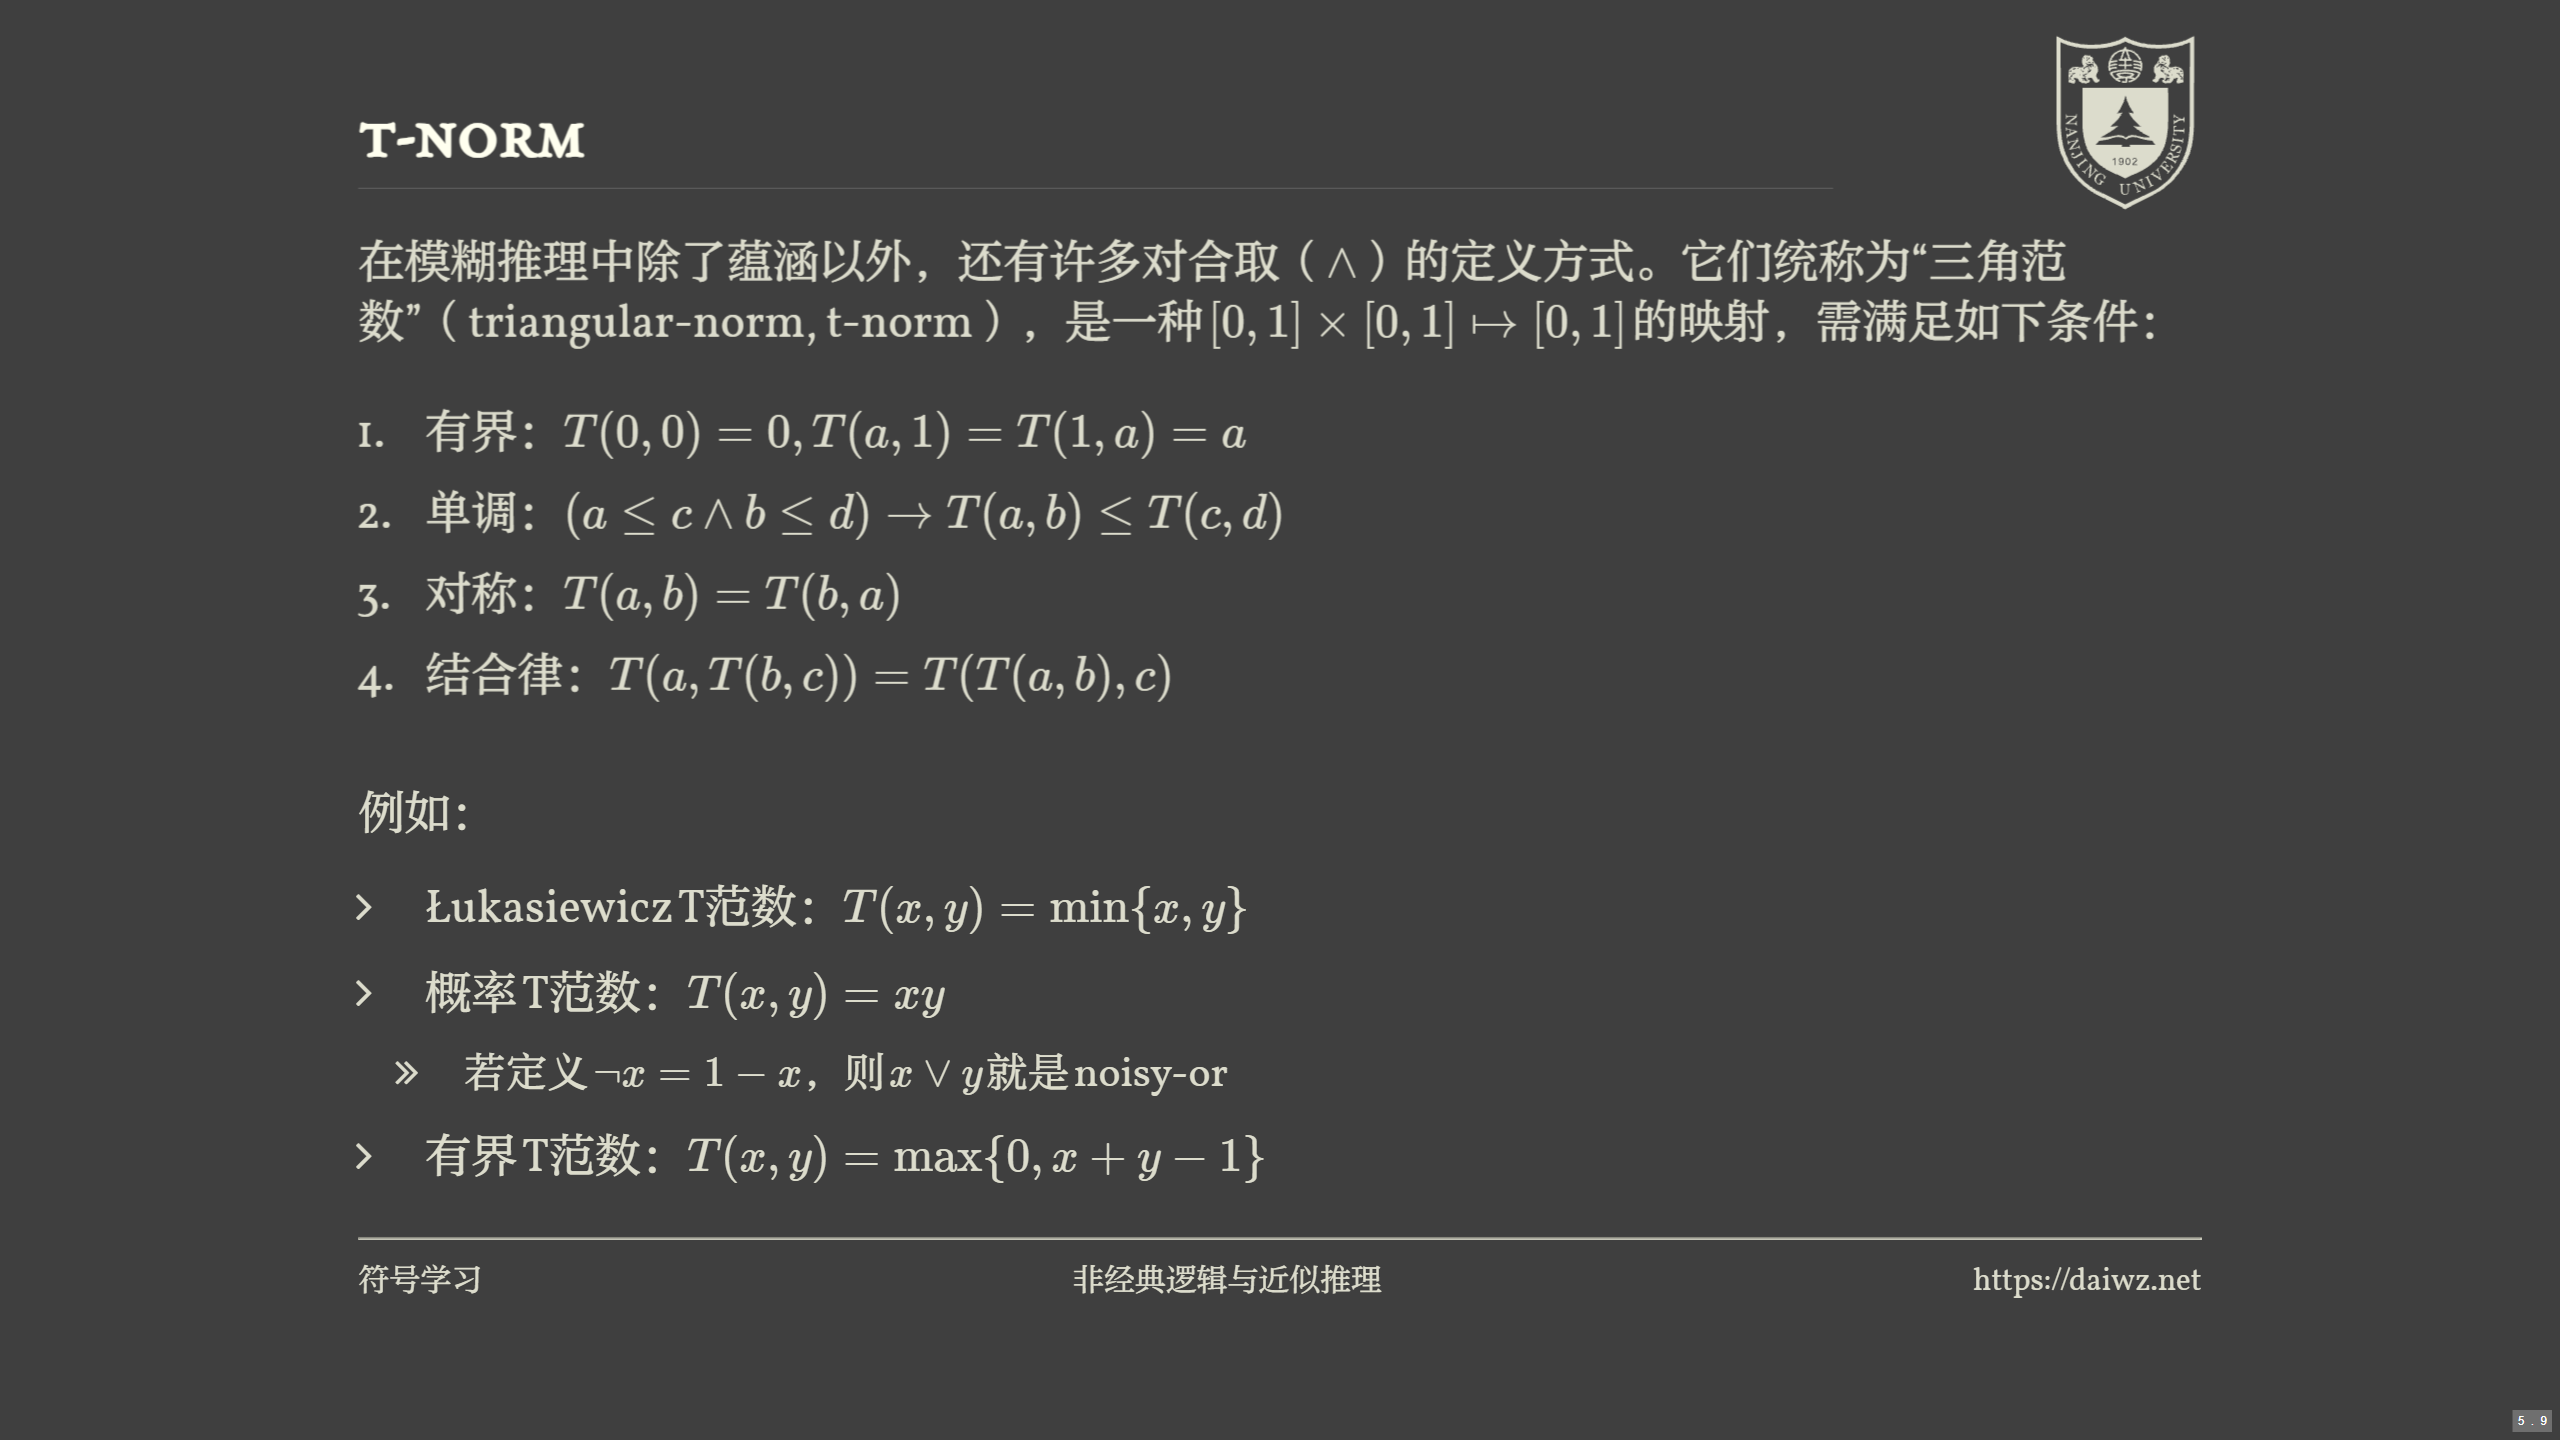 T-NORM
NANJING UNIVERSITY
1902
在模糊推理中除了蕴涵以外，还有许多对合取（∧）的定义方式。它们统称为“三角范
数”（triangular-norm, t-norm），是一种[0, 1] × [0, 1] ↦ [0, 1]的映射，需满足如下条件：
1. 有界：T(0, 0) = 0, T(a, 1) = T(1, a) = a
2. 单调：(a ≤ c ∧ b ≤ d) → T(a, b) ≤ T(c, d)
3. 对称：T(a, b) = T(b, a)
4. 结合律：T(a, T(b, c)) = T(T(a, b), c)
例如：
› Łukasiewicz T范数：T(x, y) = min{x, y}
› 概率T范数：T(x, y) = xy
» 若定义¬x = 1 − x，则x ∨ y就是noisy-or
› 有界T范数：T(x, y) = max{0, x + y − 1}
符号学习 非经典逻辑与近似推理 https://daiwz.net
5 . 9